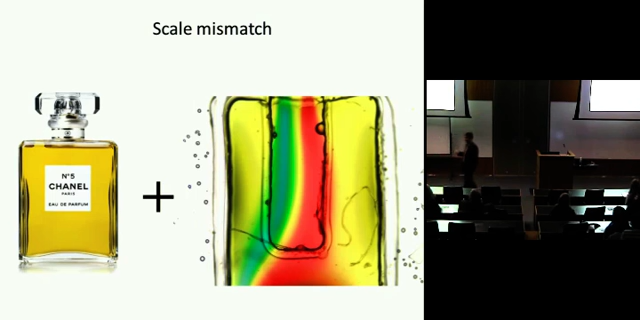 Scale mismatch
N°5
CHANEL
PARIS
EAU DE PARFUM
+